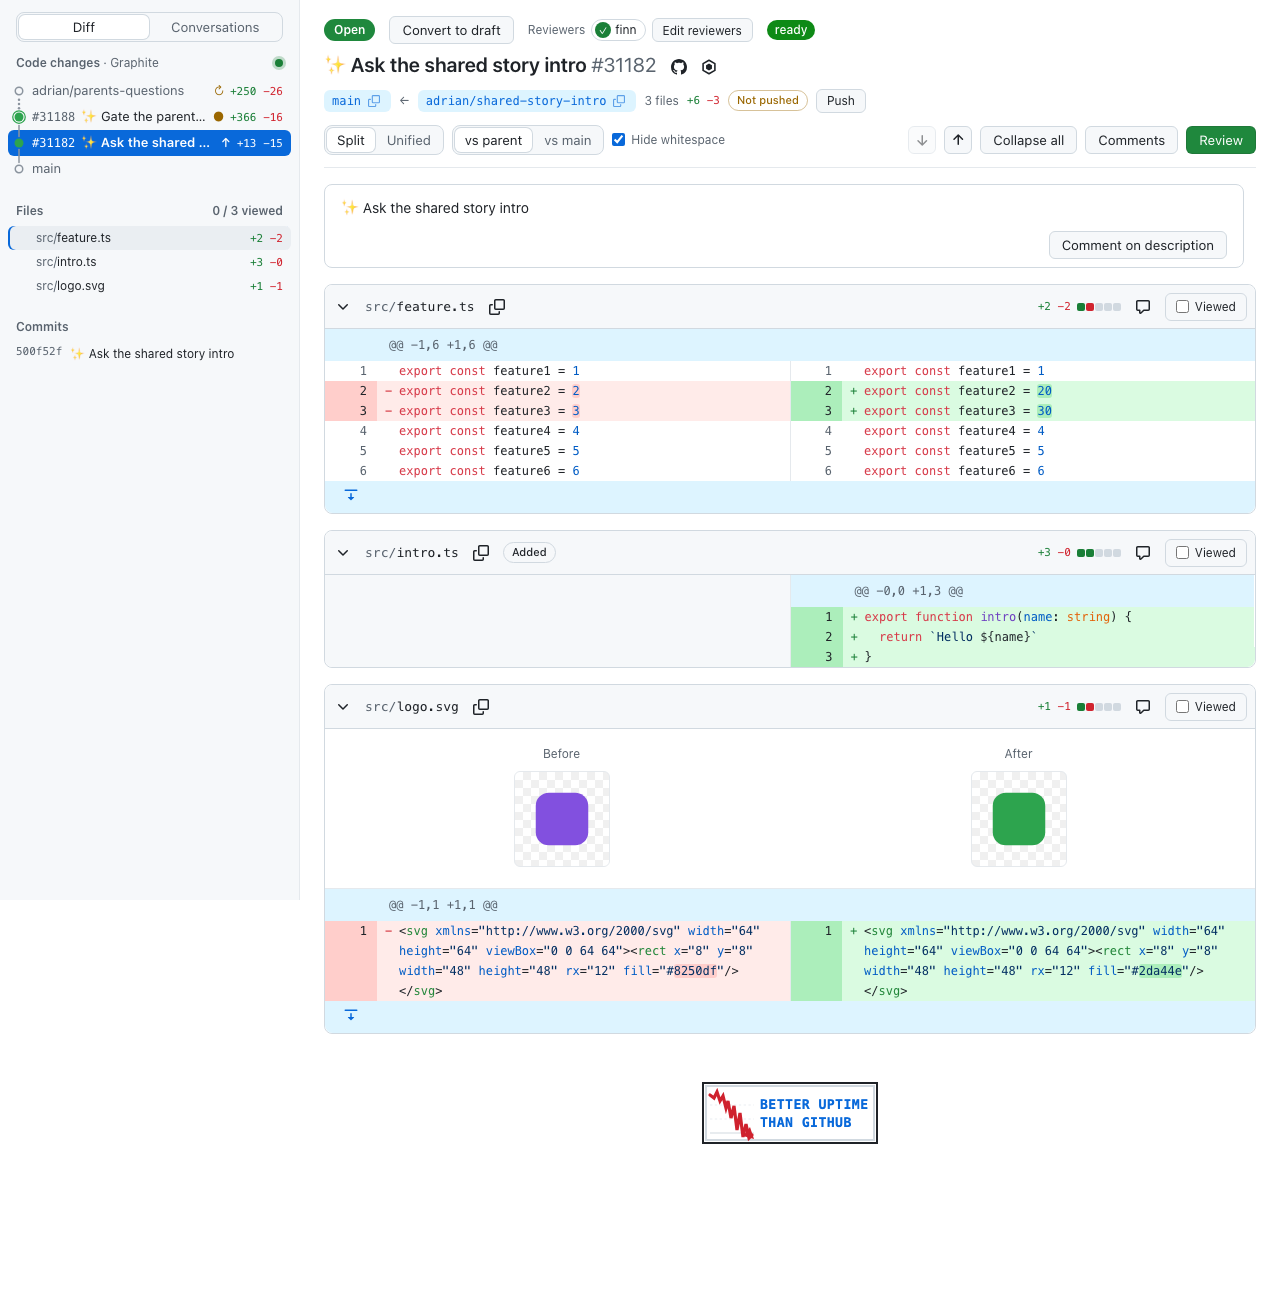 Diff
Conversations
Code changes · Graphite
adrian/parents-questions +250 −26
#31188 ✨ Gate the parent... +366 −16
#31182 ✨ Ask the shared ... ↑ +13 −15
main
Files 0 / 3 viewed
src/feature.ts +2 −2
src/intro.ts +3 −0
src/logo.svg +1 −1
Commits
500f52f ✨ Ask the shared story intro
Open
Convert to draft
Reviewers
finn
Edit reviewers
ready
✨ Ask the shared story intro #31182
main ← adrian/shared-story-intro 3 files +6 −3 Not pushed Push
Split Unified vs parent vs main Hide whitespace ↓ ↑ Collapse all Comments Review
✨ Ask the shared story intro
Comment on description
src/feature.ts +2 −2 Viewed
@@ −1,6 +1,6 @@
1 export const feature1 = 1 1 export const feature1 = 1
2 − export const feature2 = 2 2 + export const feature2 = 20
3 − export const feature3 = 3 3 + export const feature3 = 30
4 export const feature4 = 4 4 export const feature4 = 4
5 export const feature5 = 5 5 export const feature5 = 5
6 export const feature6 = 6 6 export const feature6 = 6
src/intro.ts Added +3 −0 Viewed
@@ −0,0 +1,3 @@
1 + export function intro(name: string) {
2 + return `Hello ${name}`
3 + }
src/logo.svg +1 −1 Viewed
Before After
@@ −1,1 +1,1 @@
1 − <svg xmlns="http://www.w3.org/2000/svg" width="64"
height="64" viewBox="0 0 64 64"><rect x="8" y="8"
width="48" height="48" rx="12" fill="#8250df"/>
</svg>
1 + <svg xmlns="http://www.w3.org/2000/svg" width="64"
height="64" viewBox="0 0 64 64"><rect x="8" y="8"
width="48" height="48" rx="12" fill="#2da44e"/>
</svg>
BETTER UPTIME
THAN GITHUB